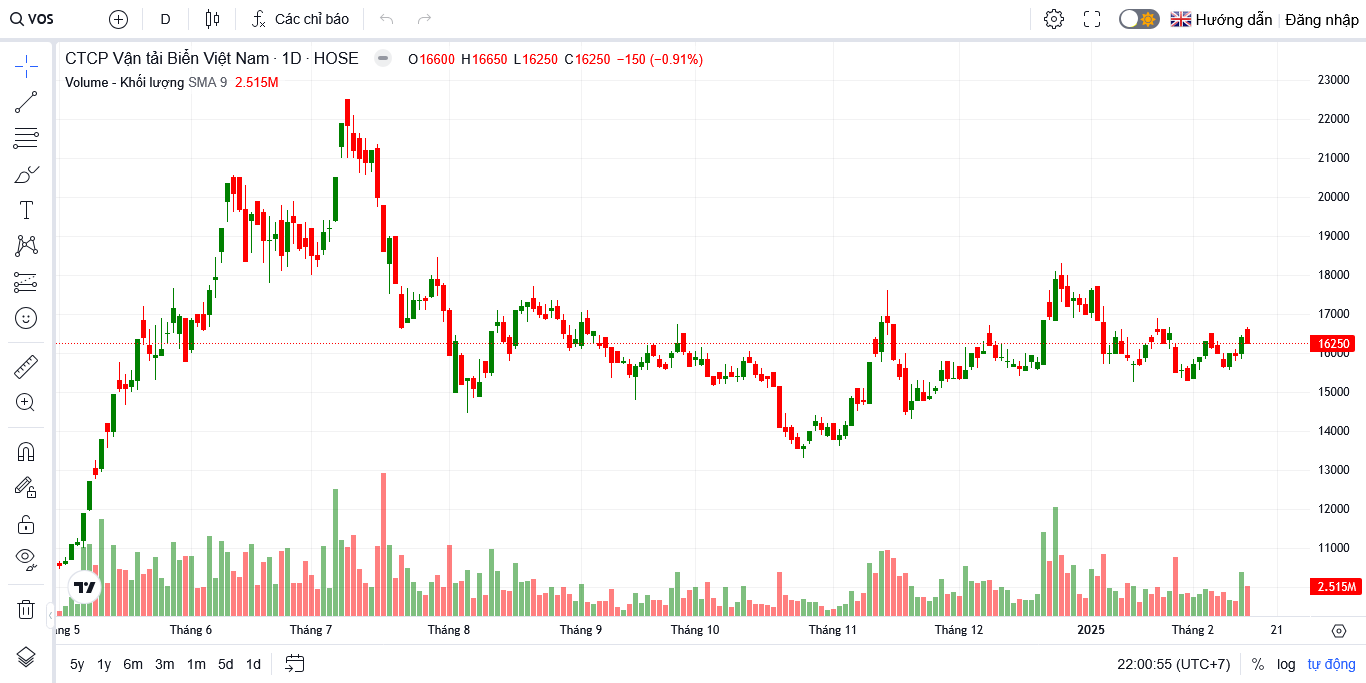 VOS
D
Các chỉ báo
Hướng dẫn
Đăng nhập
CTCP Vận tải Biển Việt Nam · 1D · HOSE
O16600 H16650 L16250 C16250 −150 (−0.91%)
Volume - Khối lượng SMA 9 2.515M
23000
22000
21000
20000
19000
18000
17000
16250
16000
15000
14000
13000
12000
11000
2.515M
ng 5 Tháng 6 Tháng 7 Tháng 8 Tháng 9 Tháng 10 Tháng 11 Tháng 12 2025 Tháng 2 21
5y 1y 6m 3m 1m 5d 1d
22:00:55 (UTC+7) % log tự động